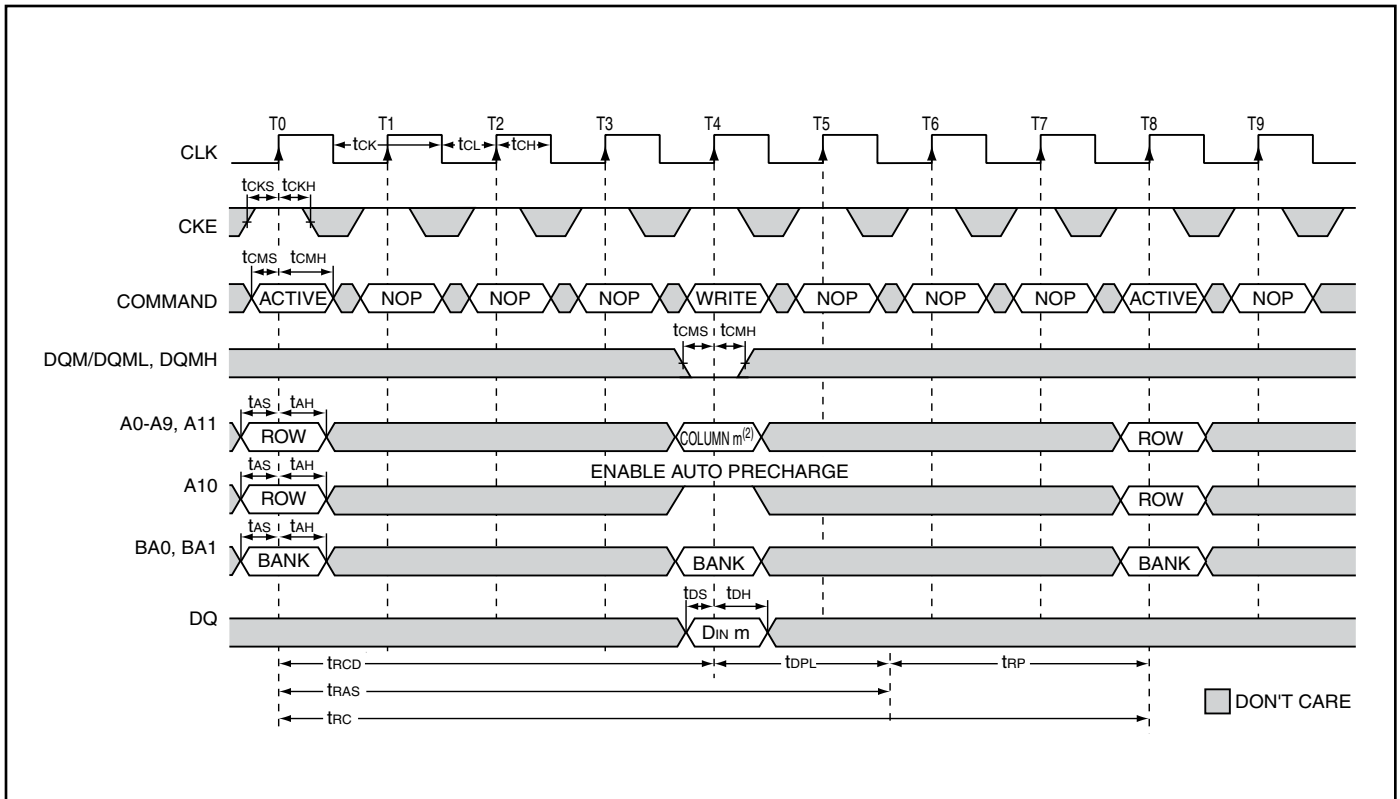 T0 T1 T2 T3 T4 T5 T6 T7 T8 T9
CLK
tCK tCL tCH
tCKS tCKH
CKE
tCMS tCMH
COMMAND
ACTIVE NOP NOP NOP WRITE NOP NOP NOP ACTIVE NOP
tCMS tCMH
DQM/DQML, DQMH
tAS tAH
A0-A9, A11
ROW COLUMN m(2) ROW
tAS tAH
ENABLE AUTO PRECHARGE
A10
ROW ROW
tAS tAH
BA0, BA1
BANK BANK BANK
tDS tDH
DQ
DIN m
tRCD tDPL tRP
tRAS
tRC
DON'T CARE